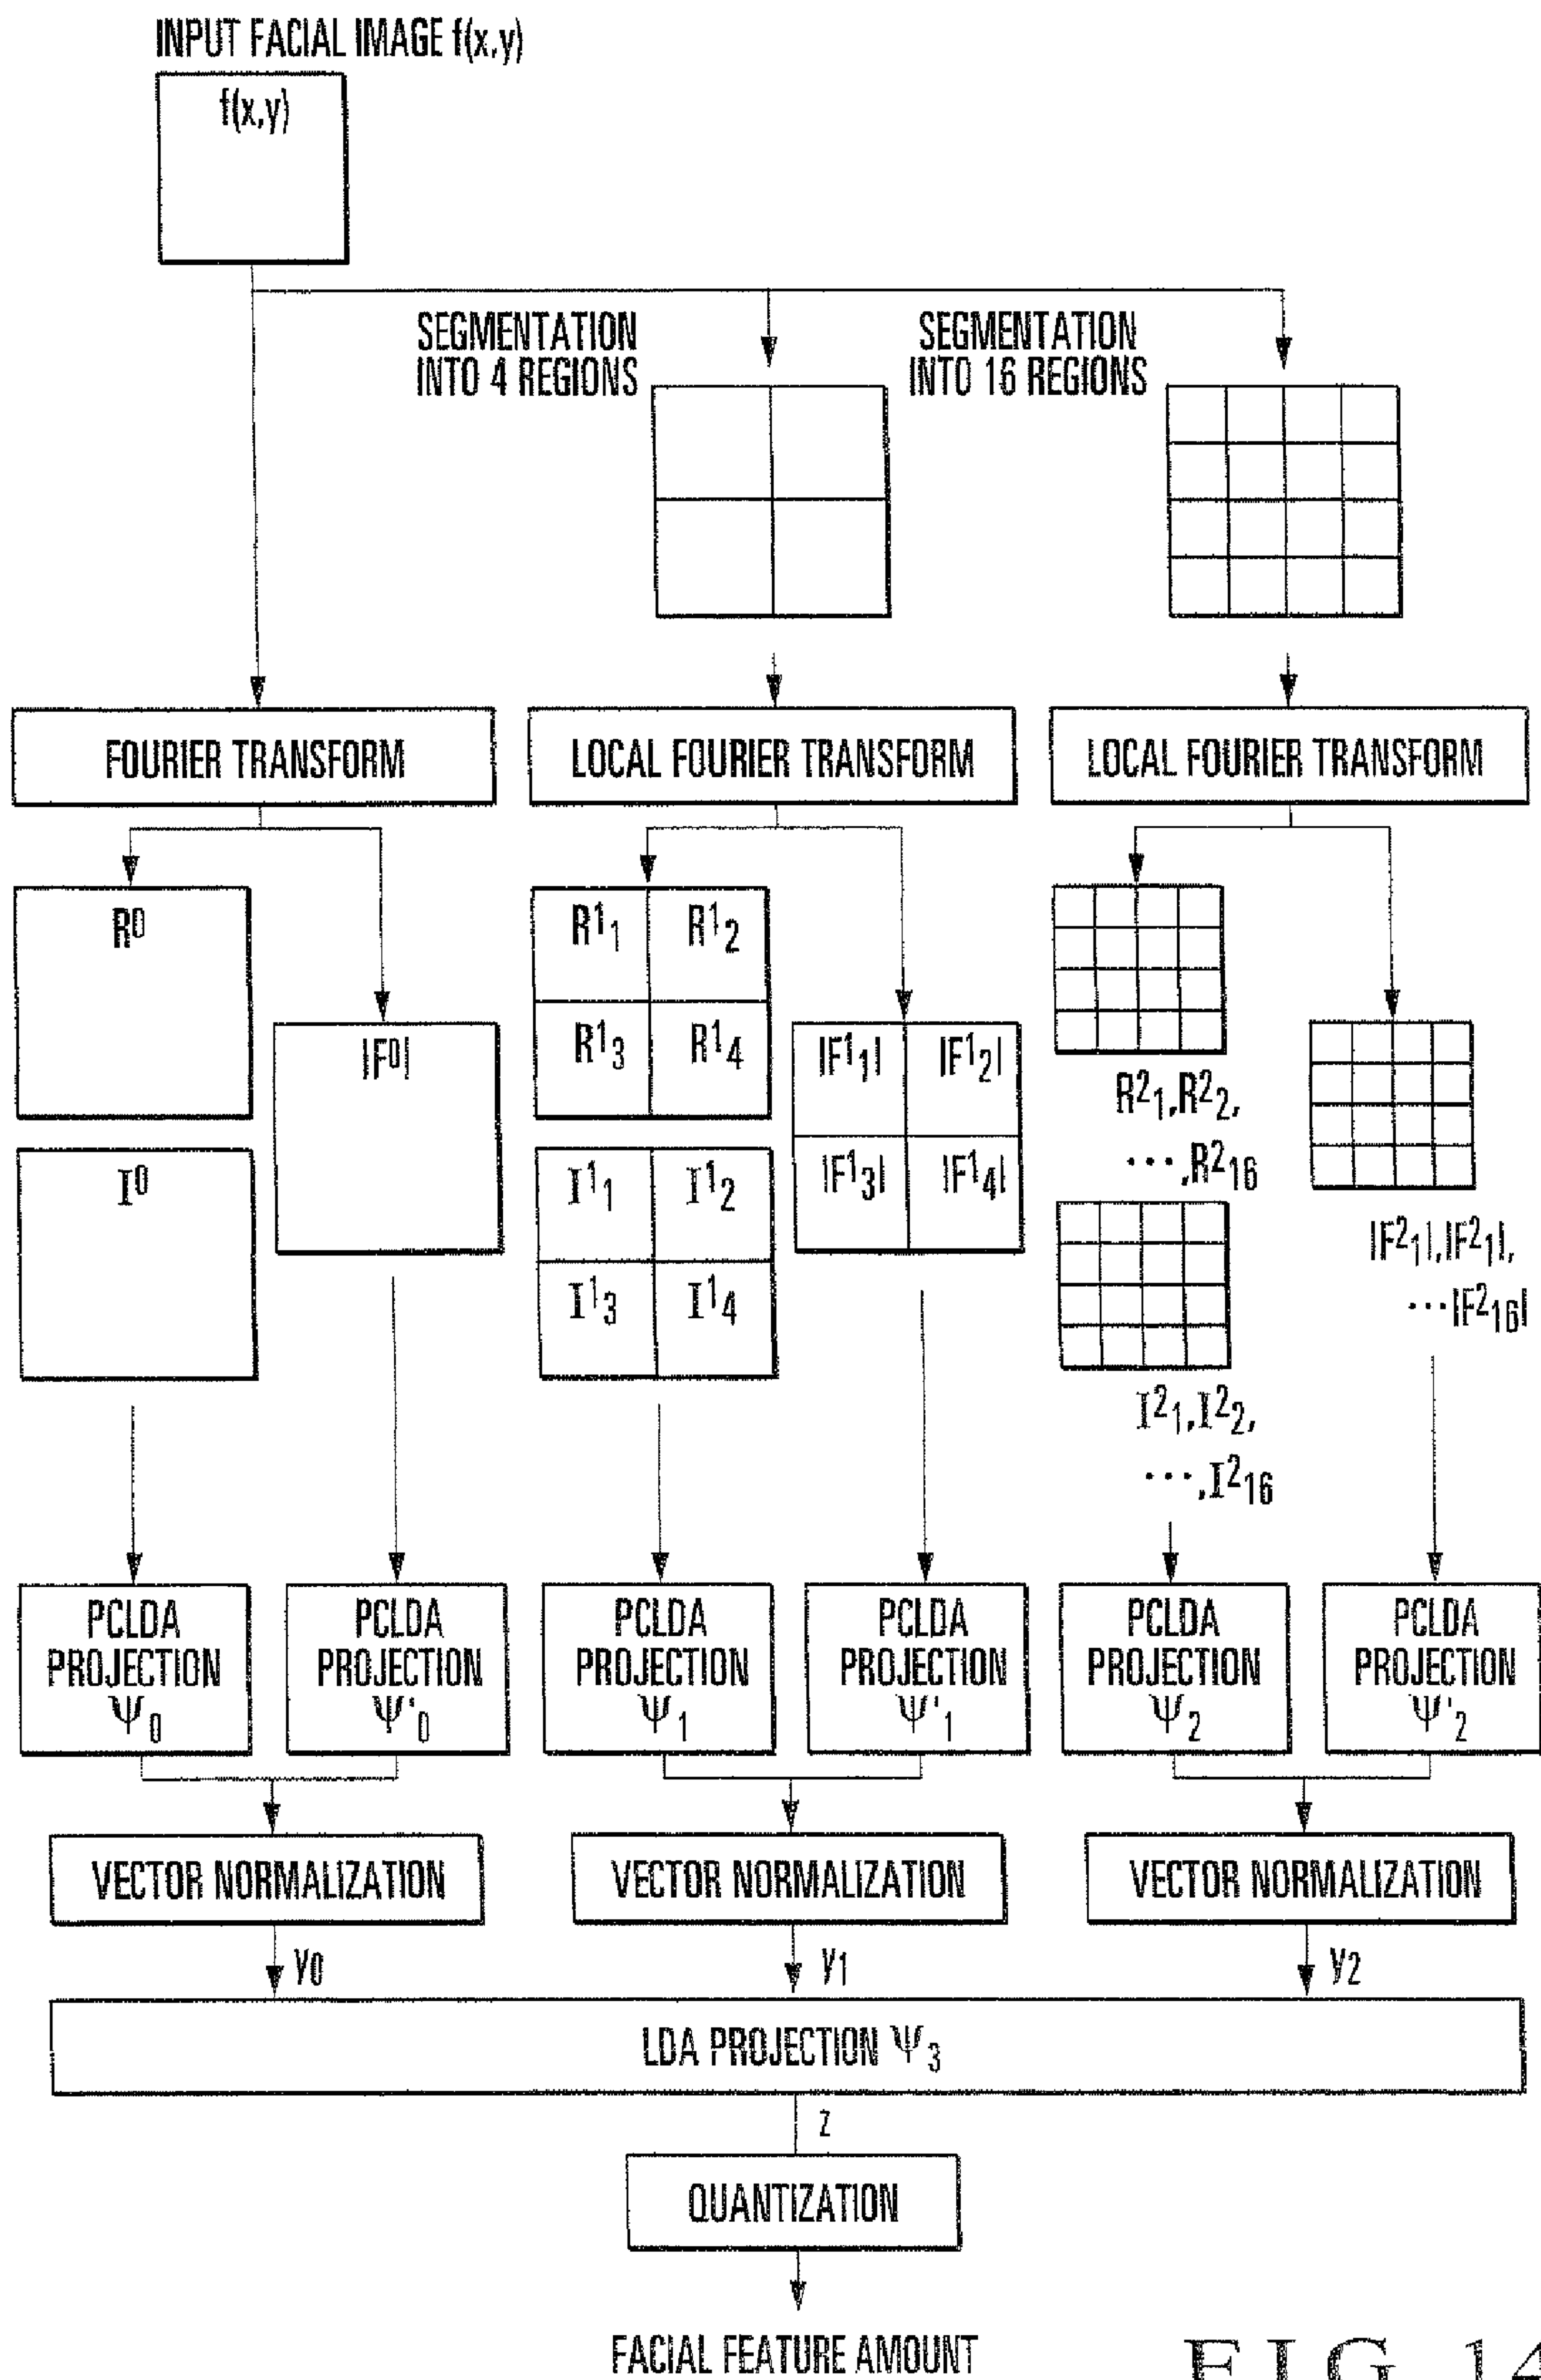 INPUT FACIAL IMAGE f(x,y)
f(x,y)
SEGMENTATION
INTO 4 REGIONS
SEGMENTATION
INTO 16 REGIONS
FOURIER TRANSFORM
LOCAL FOURIER TRANSFORM
LOCAL FOURIER TRANSFORM
R⁰
|F⁰|
I⁰
R¹₁ R¹₂
R¹₃ R¹₄
|F¹₁| |F¹₂|
|F¹₃| |F¹₄|
I¹₁ I¹₂
I¹₃ I¹₄
R²₁,R²₂,
···,R²₁₆
|F²₁|,|F²₁|,
···|F²₁₆|
I²₁,I²₂,
···,I²₁₆
PCLDA
PROJECTION
Ψ₀
PCLDA
PROJECTION
Ψ'₀
PCLDA
PROJECTION
Ψ₁
PCLDA
PROJECTION
Ψ'₁
PCLDA
PROJECTION
Ψ₂
PCLDA
PROJECTION
Ψ'₂
VECTOR NORMALIZATION
VECTOR NORMALIZATION
VECTOR NORMALIZATION
y₀
y₁
y₂
LDA PROJECTION Ψ₃
z
QUANTIZATION
FACIAL FEATURE AMOUNT
FIG. 14